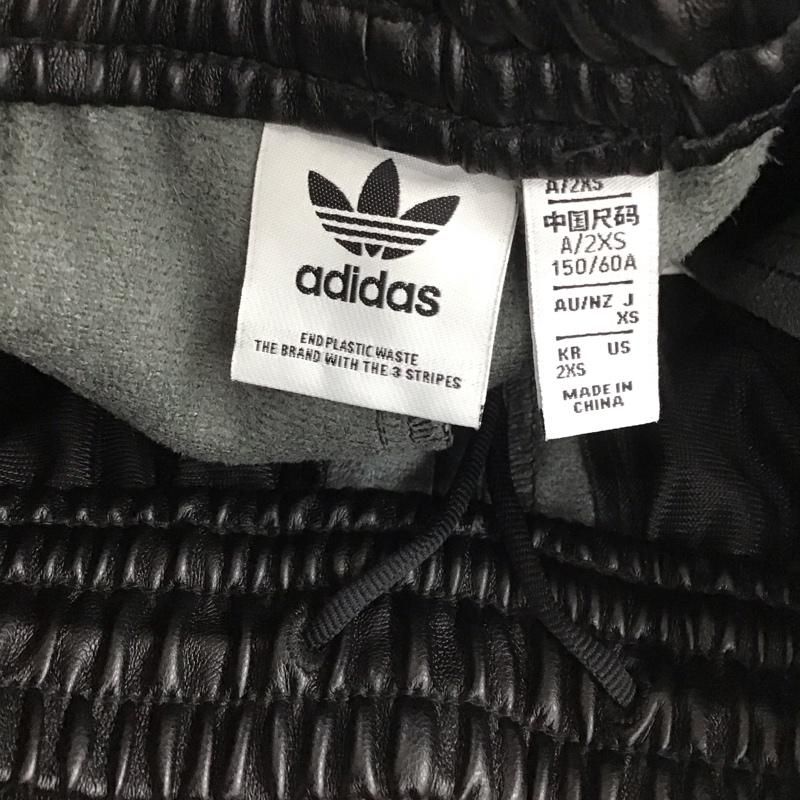 adidas
END PLASTIC WASTE
THE BRAND WITH THE 3 STRIPES
A/2XS
中国尺码
A/2XS
150/60A
AU/NZ J
XS
KR US
2XS
MADE IN
CHINA